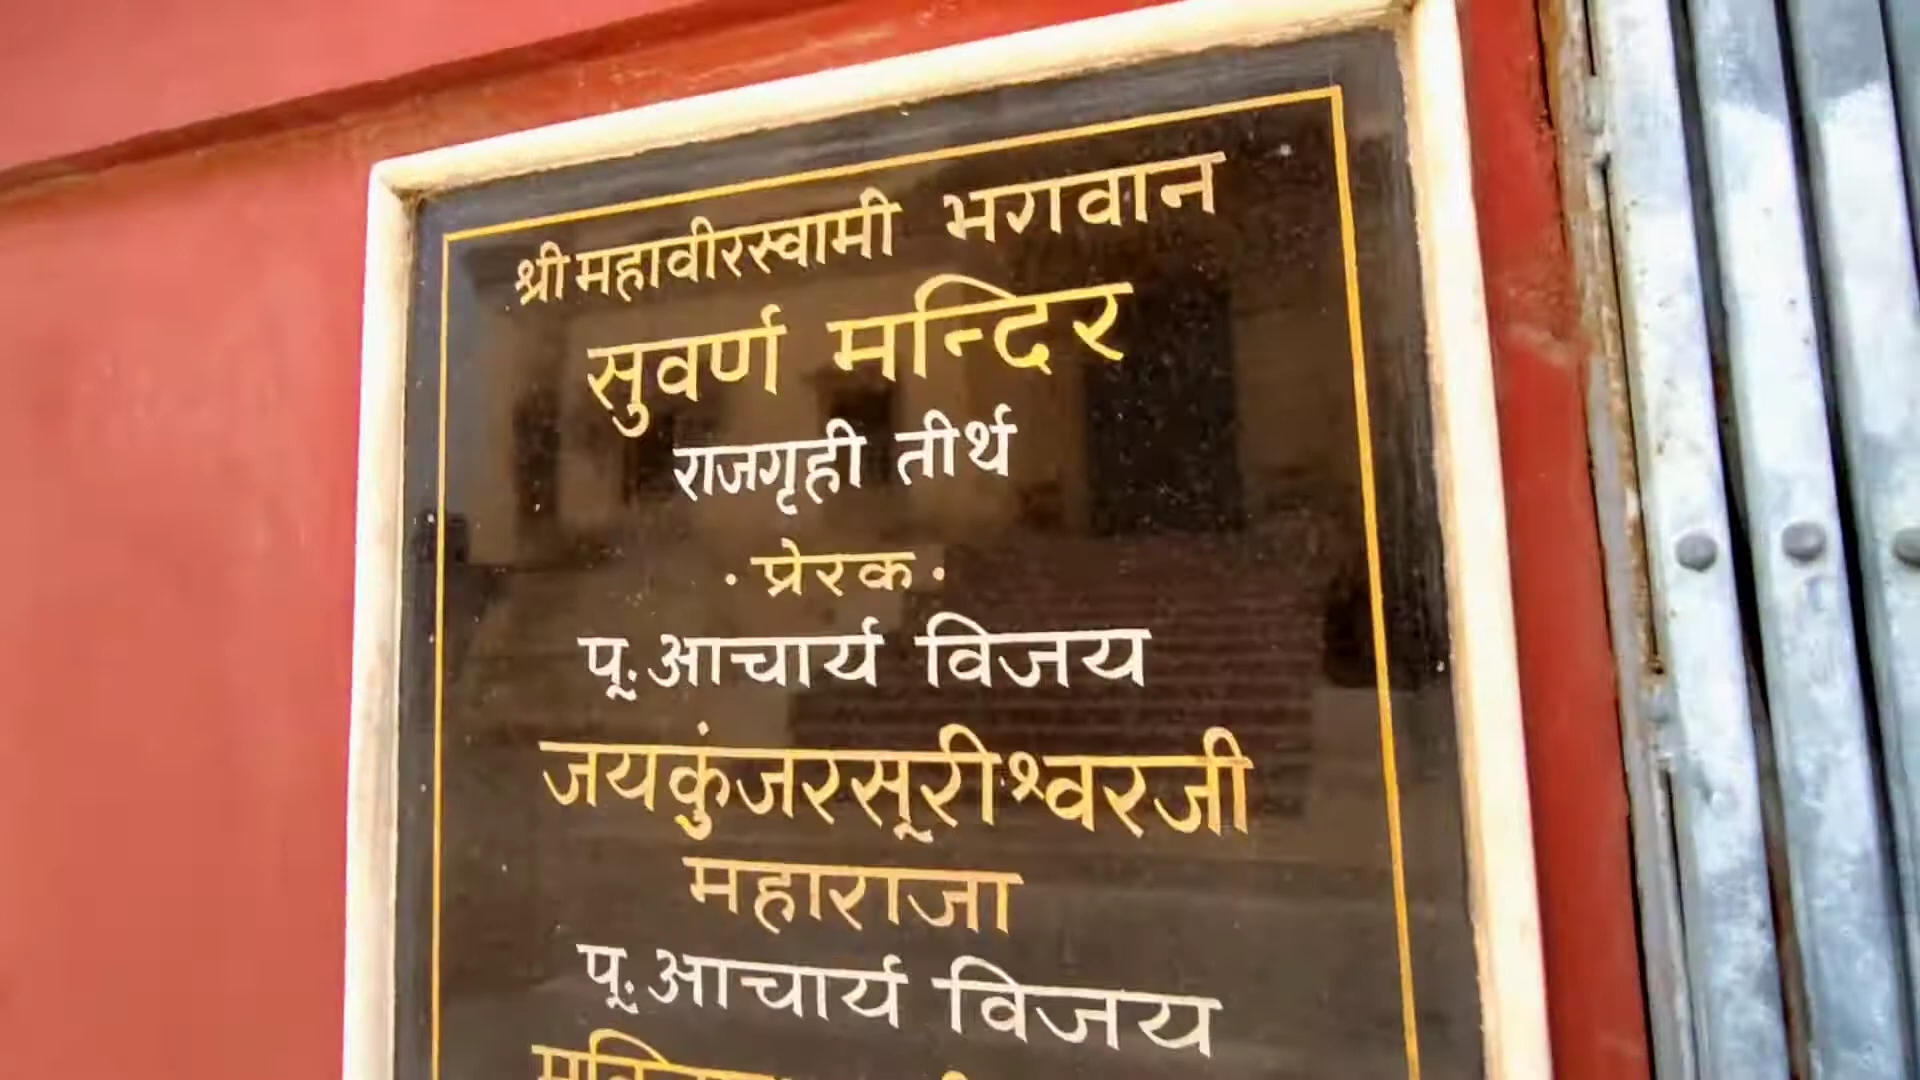 श्री महावीरस्वामी भगवान
सुवर्ण मन्दिर
राजगृही तीर्थ
· प्रेरक ·
पू. आचार्य विजय
जयकुंजरसूरीश्वरजी
महाराजा
पू. आचार्य विजय